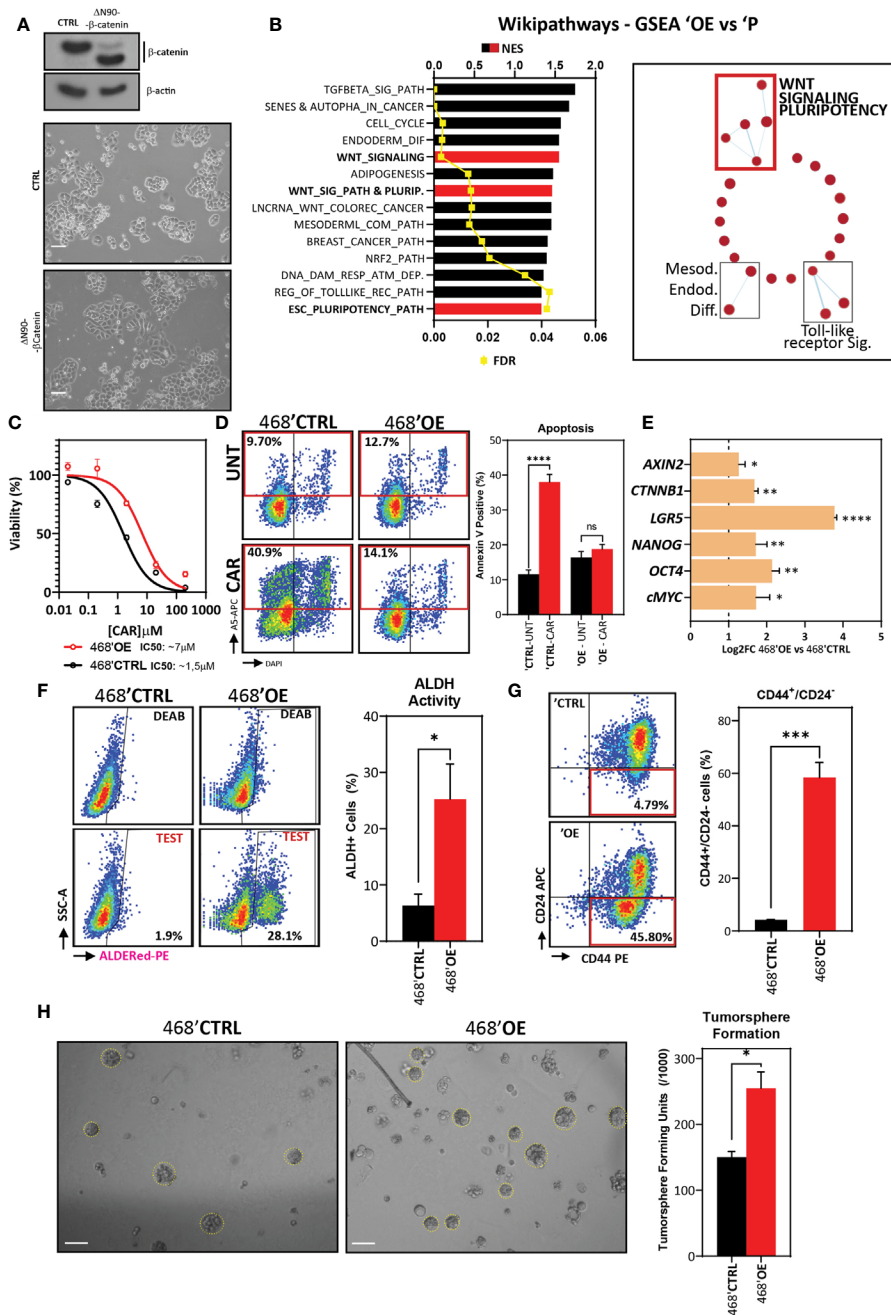 A
CTRL
ΔN90-
-β-catenin
β-catenin
β-actin
CTRL
ΔN90-
-βCatenin
B
Wikipathways - GSEA 'OE vs 'P
NES
0.0
0.5
1.0
1.5
2.0
TGFBETA_SIG_PATH
SENES & AUTOPHA_IN_CANCER
CELL_CYCLE
ENDODERM_DIF
WNT_SIGNALING
ADIPOGENESIS
WNT_SIG_PATH & PLURIP.
LNCRNA_WNT_COLOREC_CANCER
MESODERML_COM_PATH
BREAST_CANCER_PATH
NRF2_PATH
DNA_DAM_RESP_ATM_DEP.
REG_OF_TOLLLIKE_REC_PATH
ESC_PLURIPOTENCY_PATH
0.00
0.02
0.04
0.06
FDR
WNT
SIGNALING
PLURIPOTENCY
Mesod.
Endod.
Diff.
Toll-like
receptor Sig.
C
Viability (%)
100
50
0
0.01
0.1
1
10
100
1000
[CAR]μM
468'OE IC50: ~7μM
468'CTRL IC50: ~1,5μM
D
468'CTRL
468'OE
UNT
9.70%
12.7%
CAR
40.9%
14.1%
A5-APC
DAPI
Apoptosis
Annexin V Positive (%)
50
40
30
20
10
0
****
ns
'CTRL-UNT
'CTRL-CAR
'OE - UNT
'OE - CAR
E
AXIN2
*
CTNNB1
**
LGR5
****
NANOG
**
OCT4
**
cMYC
*
0
1
2
3
4
5
Log2FC 468'OE vs 468'CTRL
F
468'CTRL
468'OE
DEAB
DEAB
TEST
TEST
1.9%
28.1%
SSC-A
ALDERed-PE
ALDH
Activity
ALDH+ Cells (%)
40
30
20
10
0
*
468'CTRL
468'OE
G
'CTRL
4.79%
'OE
45.80%
CD24 APC
CD44 PE
CD44+/CD24-
CD44+/CD24- cells (%)
80
60
40
20
0
***
468'CTRL
468'OE
H
468'CTRL
468'OE
Tumorsphere
Formation
Tumorsphere Forming Units (/1000)
300
200
100
0
*
468'CTRL
468'OE